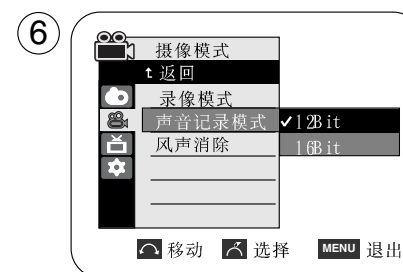 6
摄像模式
返回
录像模式
声音记录模式 ✓12Bit
风声消除 16Bit
移动 选择 MENU 退出